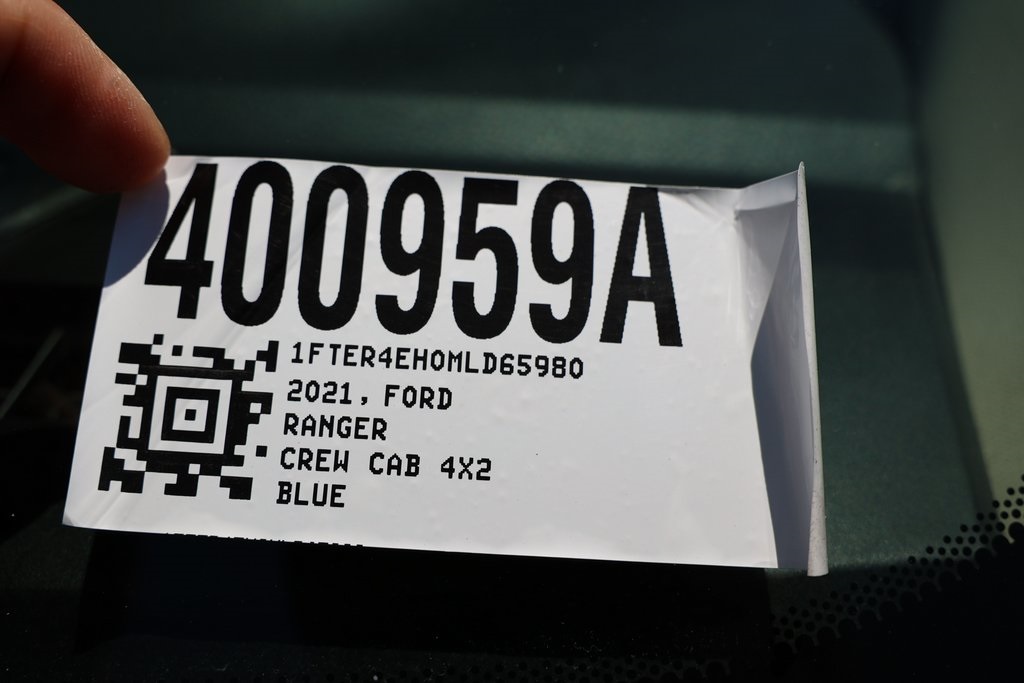 400959A
1FTER4EH0MLD65980
2021, FORD
RANGER
CREW CAB 4X2
BLUE